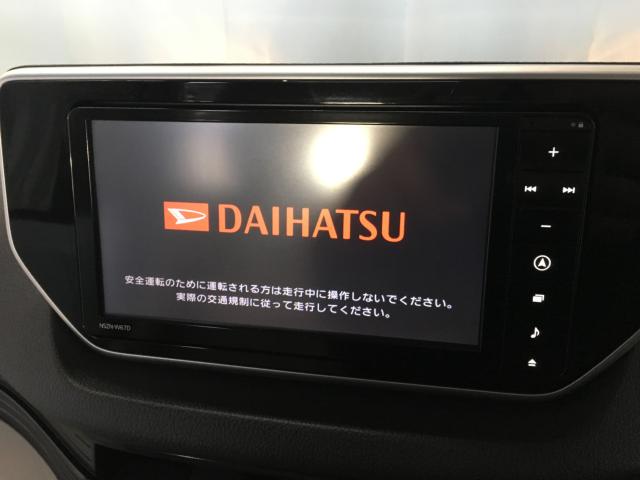 DAIHATSU
安全運転のために運転される方は走行中に操作しないでください。
実際の交通規制に従って走行してください。
NSZN-W67D